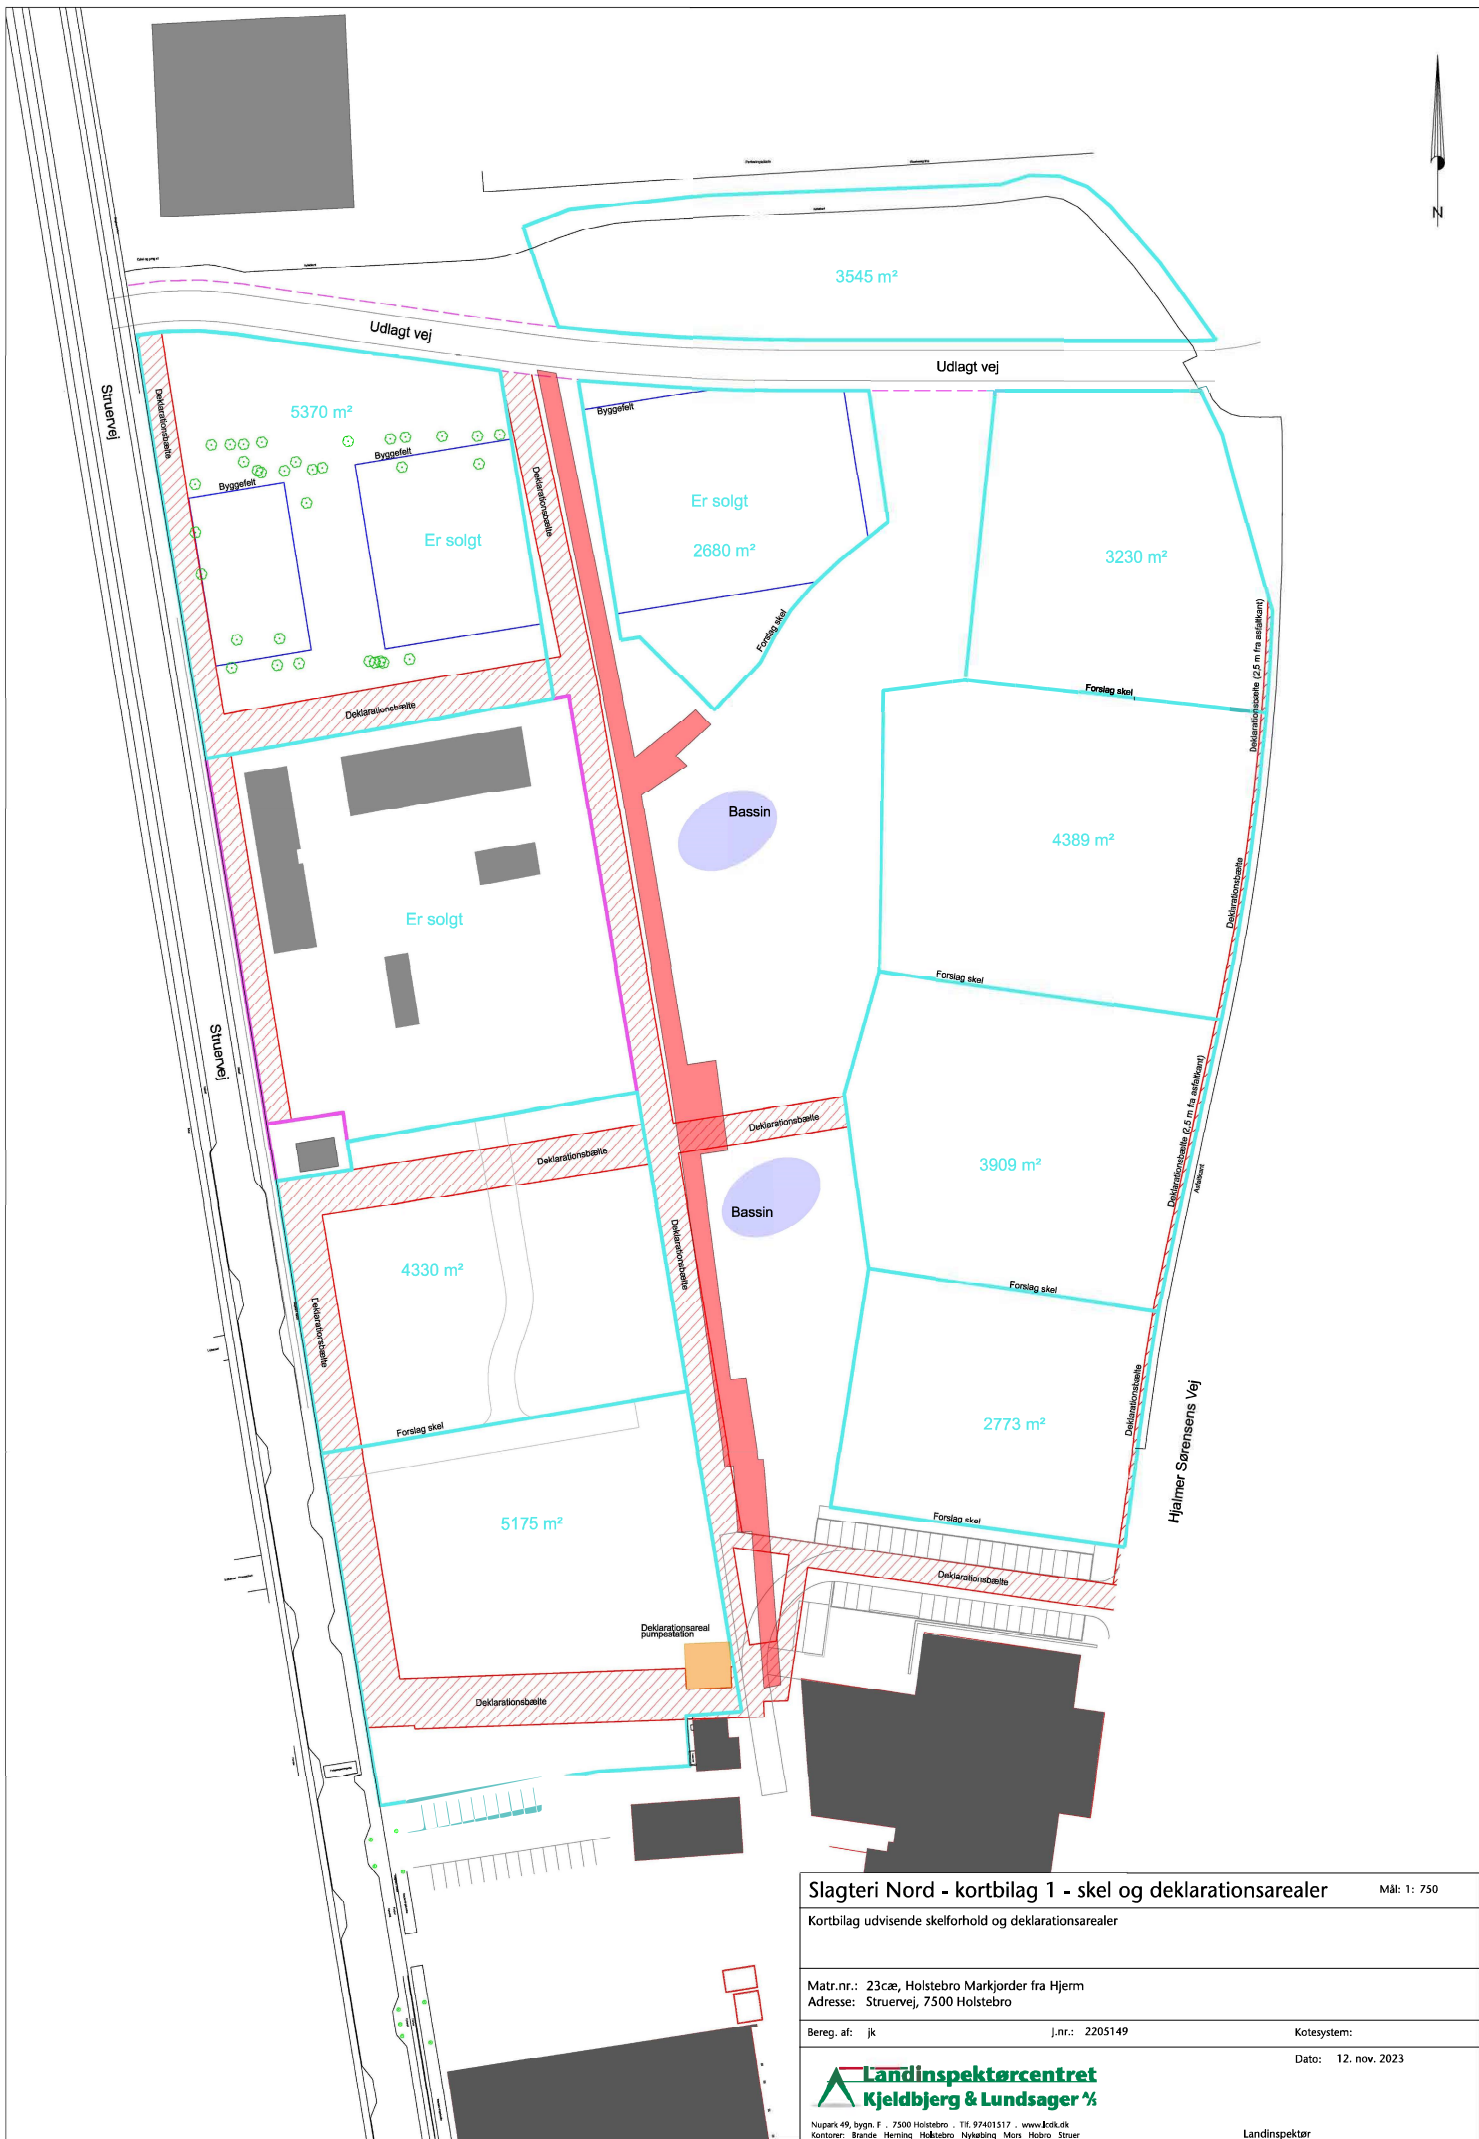 N
3545 m²
Udlagt vej
Udlagt vej
Struervej
Deklarationsbælte
5370 m²
Byggefelt
Byggefelt
Er solgt
Deklarationsbælte
Byggefelt
Er solgt
2680 m²
Forslag skel
3230 m²
Deklarationsbælte (2,5 m fra asfaltkant)
Forslag skel
Deklarationsbælte
Bassin
4389 m²
Deklarationsbælte
Er solgt
Forslag skel
Struervej
Deklarationsbælte (2,5 m fra asfaltkant)
Asfaltkant
Deklarationsbælte
Deklarationsbælte
3909 m²
Bassin
Deklarationsbælte
4330 m²
Deklarationsbælte
Forslag skel
Deklarationsbælte
Hjalmer Sørensens Vej
Forslag skel
2773 m²
5175 m²
Forslag skel
Deklarationsbælte
Deklarationsareal
pumpestation
Deklarationsbælte
Slagteri Nord - kortbilag 1 - skel og deklarationsarealer
Mål: 1: 750
Kortbilag udvisende skelforhold og deklarationsarealer
Matr.nr.: 23cæ, Holstebro Markjorder fra Hjerm
Adresse: Struervej, 7500 Holstebro
Bereg. af: jk
J.nr.: 2205149
Kotesystem:
Dato: 12. nov. 2023
Landinspektørcentret
Kjeldbjerg & Lundsager A/S
Nupark 49, bygn. F . 7500 Holstebro . Tlf. 97401517 . www.lcdk.dk
Kontorer: Brande Herning Holstebro Nykøbing Mors Hobro Struer
Landinspektør